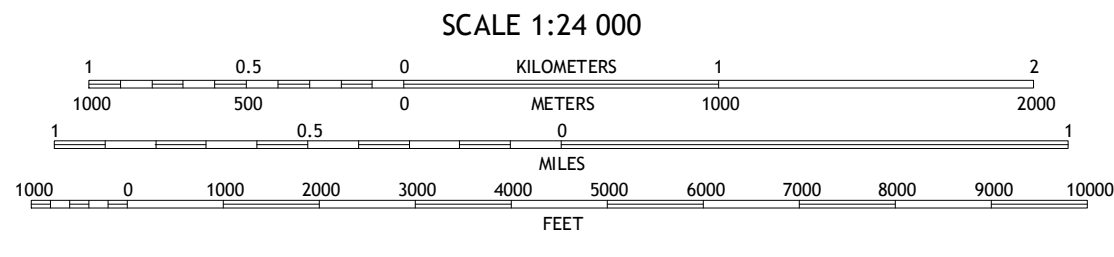 SCALE 1:24 000
1 0.5 0 KILOMETERS 1 2
1000 500 0 METERS 1000 2000
1 0.5 0 1
MILES
1000 0 1000 2000 3000 4000 5000 6000 7000 8000 9000 10000
FEET